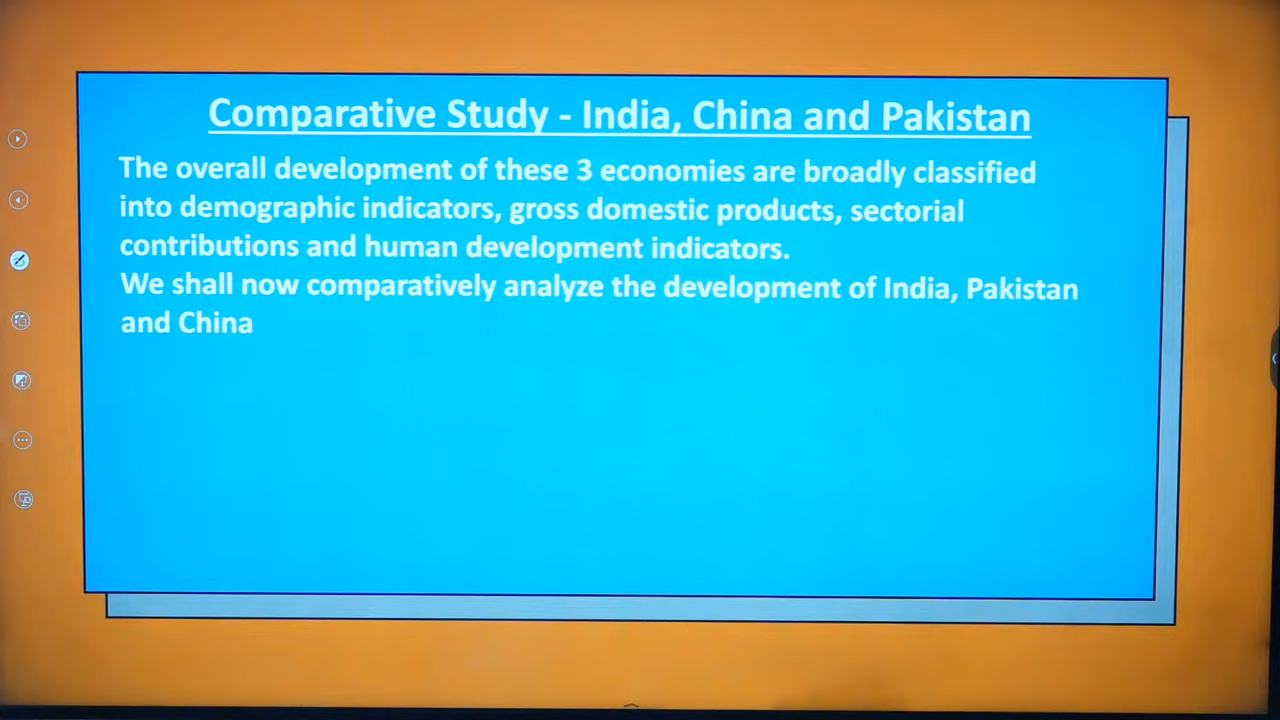 Comparative Study - India, China and Pakistan
The overall development of these 3 economies are broadly classified
into demographic indicators, gross domestic products, sectorial
contributions and human development indicators.
We shall now comparatively analyze the development of India, Pakistan
and China